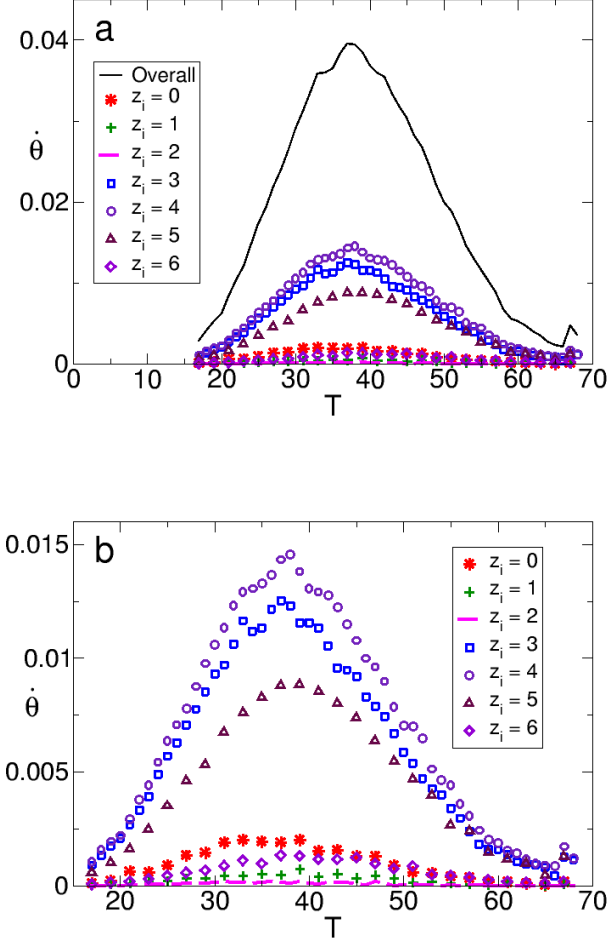 0.04
a
Overall
z_i = 0
z_i = 1
z_i = 2
z_i = 3
z_i = 4
z_i = 5
z_i = 6
θ̇
0.02
0
0 10 20 30 40 50 60 70
T
0.015
b
z_i = 0
z_i = 1
z_i = 2
z_i = 3
z_i = 4
z_i = 5
z_i = 6
0.01
θ̇
0.005
0
20 30 40 50 60 70
T